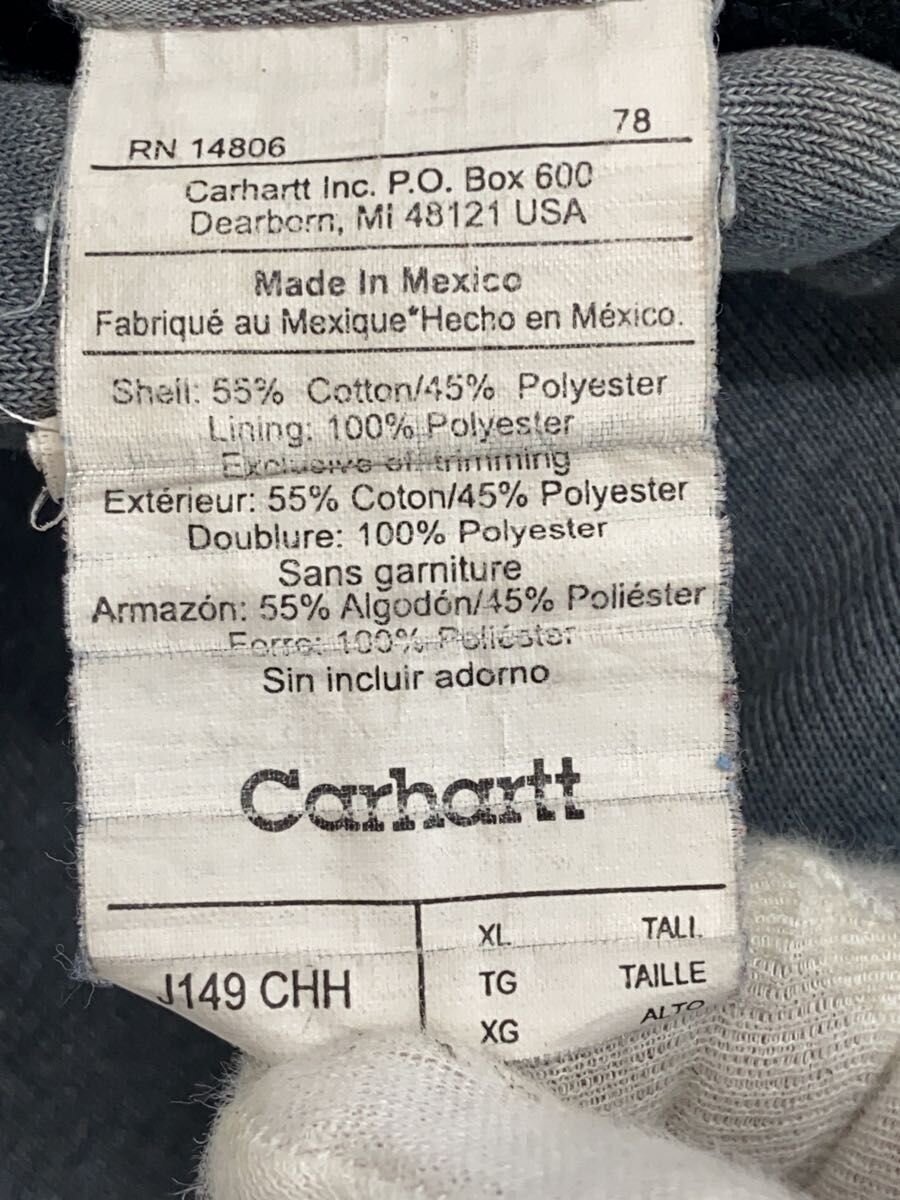 78
RN 14806
Carhartt Inc. P.O. Box 600
Dearborn, MI 48121 USA
Made In Mexico
Fabriqué au Mexique*Hecho en México.
Shell: 55% Cotton/45% Polyester
Lining: 100% Polyester
Exclusive of trimming
Extérieur: 55% Coton/45% Polyester
Doublure: 100% Polyester
Sans garniture
Armazón: 55% Algodón/45% Poliéster
Forro: 100% Poliéster
Sin incluir adorno
Carhartt
J149 CHH
XL TALL
TG TAILLE
XG ALTO